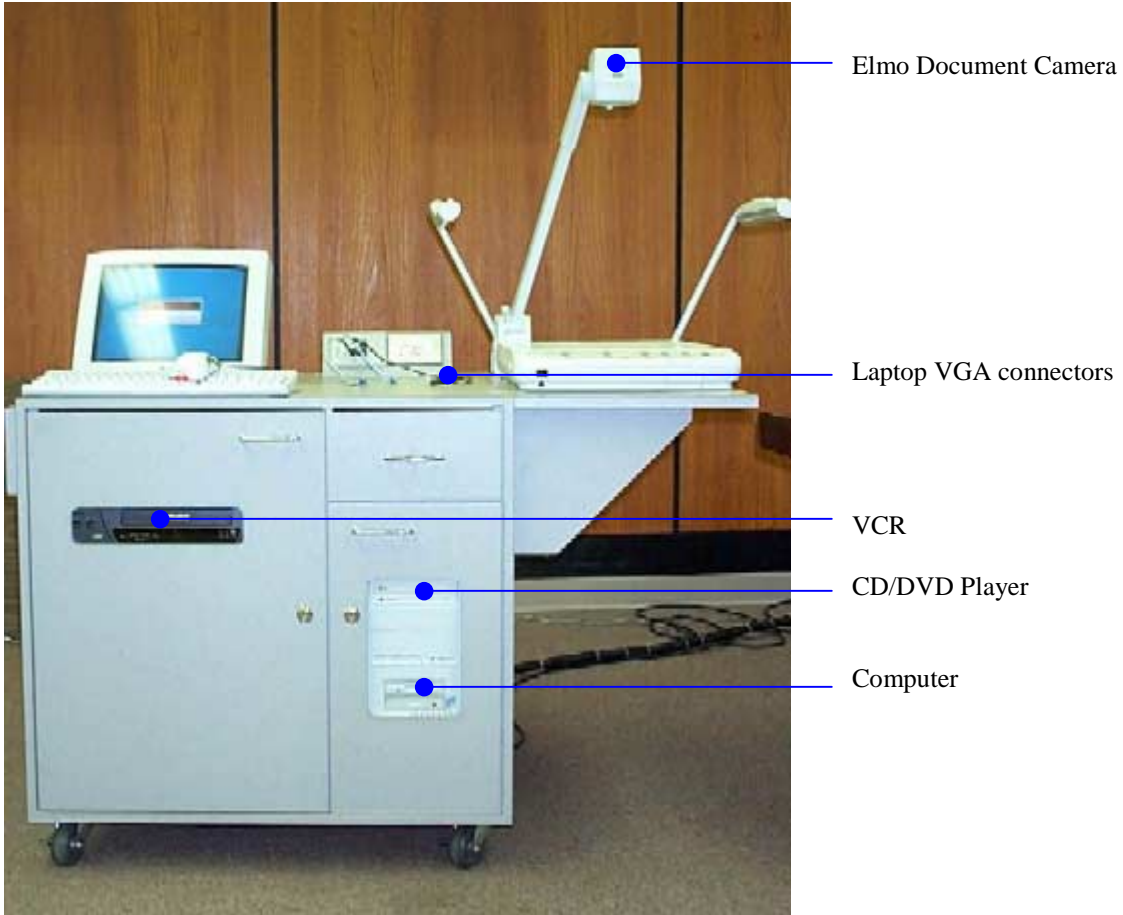 Elmo Document Camera
Laptop VGA connectors
VCR
CD/DVD Player
Computer